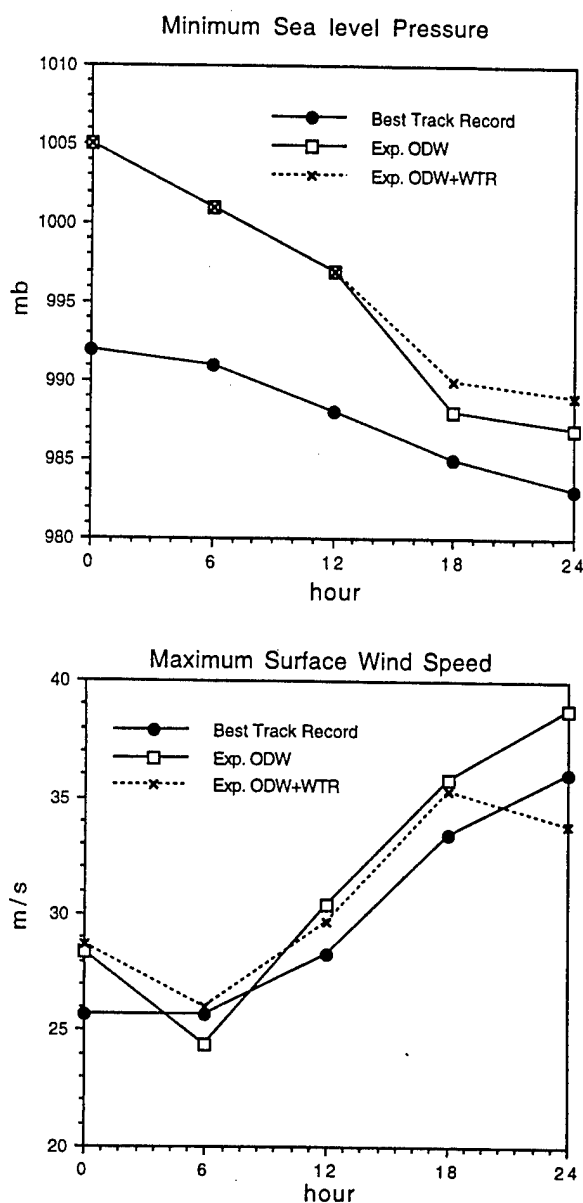 Minimum Sea level Pressure
1010
1005
1000
995
990
985
980
mb
Best Track Record
Exp. ODW
Exp. ODW+WTR
0 6 12 18 24
hour
Maximum Surface Wind Speed
40
35
30
25
20
m/s
Best Track Record
Exp. ODW
Exp. ODW+WTR
0 6 12 18 24
hour